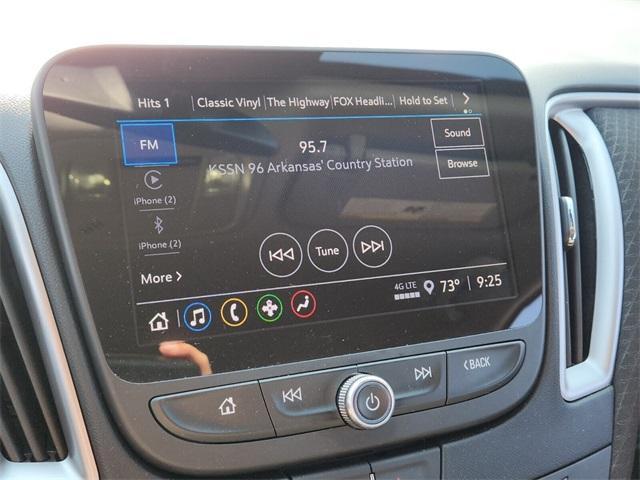 Hits 1 Classic Vinyl The Highway FOX Headli... Hold to Set
FM
95.7
Sound
KSSN 96 Arkansas' Country Station
Browse
iPhone (2)
iPhone (2)
Tune
More
4G LTE 73° 9:25
BACK